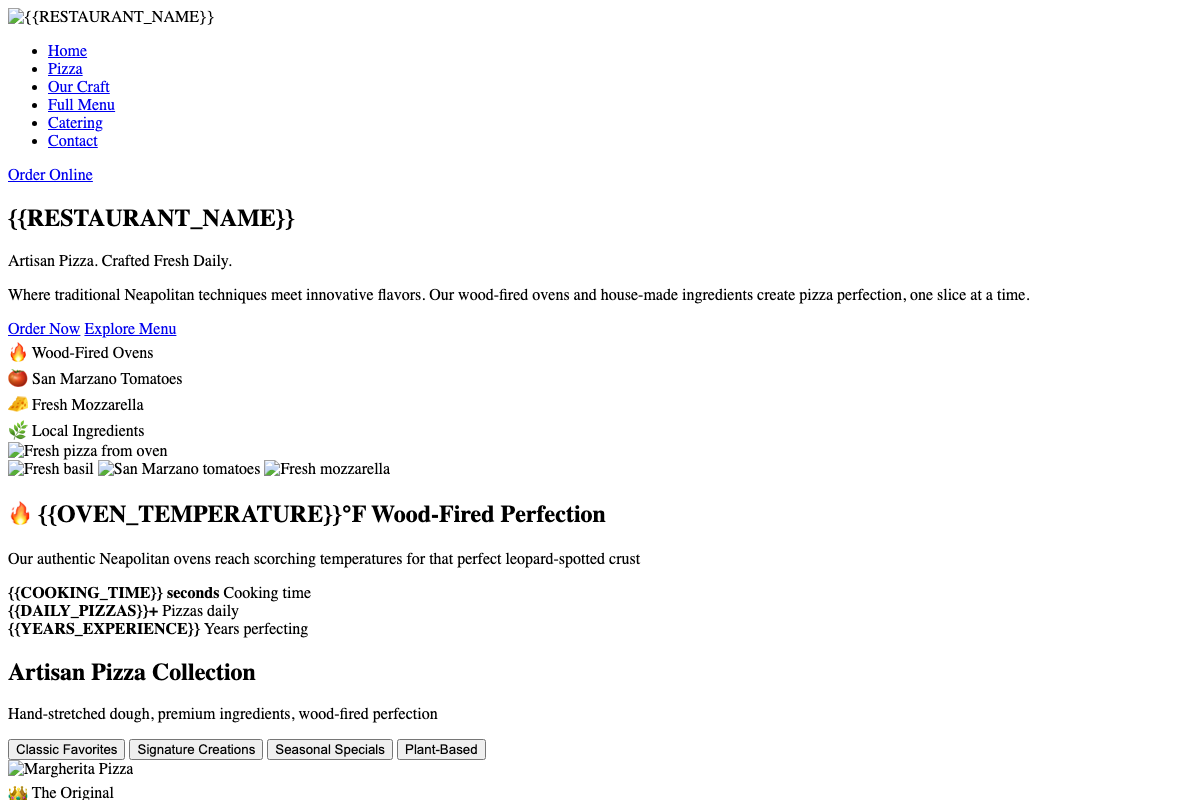 {{RESTAURANT_NAME}}
Home
Pizza
Our Craft
Full Menu
Catering
Contact
Order Online
{{RESTAURANT_NAME}}
Artisan Pizza. Crafted Fresh Daily.
Where traditional Neapolitan techniques meet innovative flavors. Our wood-fired ovens and house-made ingredients create pizza perfection, one slice at a time.
Order Now Explore Menu
🔥 Wood-Fired Ovens
🍅 San Marzano Tomatoes
🧀 Fresh Mozzarella
🌿 Local Ingredients
Fresh pizza from oven
Fresh basil San Marzano tomatoes Fresh mozzarella
🔥 {{OVEN_TEMPERATURE}}°F Wood-Fired Perfection
Our authentic Neapolitan ovens reach scorching temperatures for that perfect leopard-spotted crust
{{COOKING_TIME}} seconds Cooking time
{{DAILY_PIZZAS}}+ Pizzas daily
{{YEARS_EXPERIENCE}} Years perfecting
Artisan Pizza Collection
Hand-stretched dough, premium ingredients, wood-fired perfection
Classic Favorites Signature Creations Seasonal Specials Plant-Based
Margherita Pizza
The Original